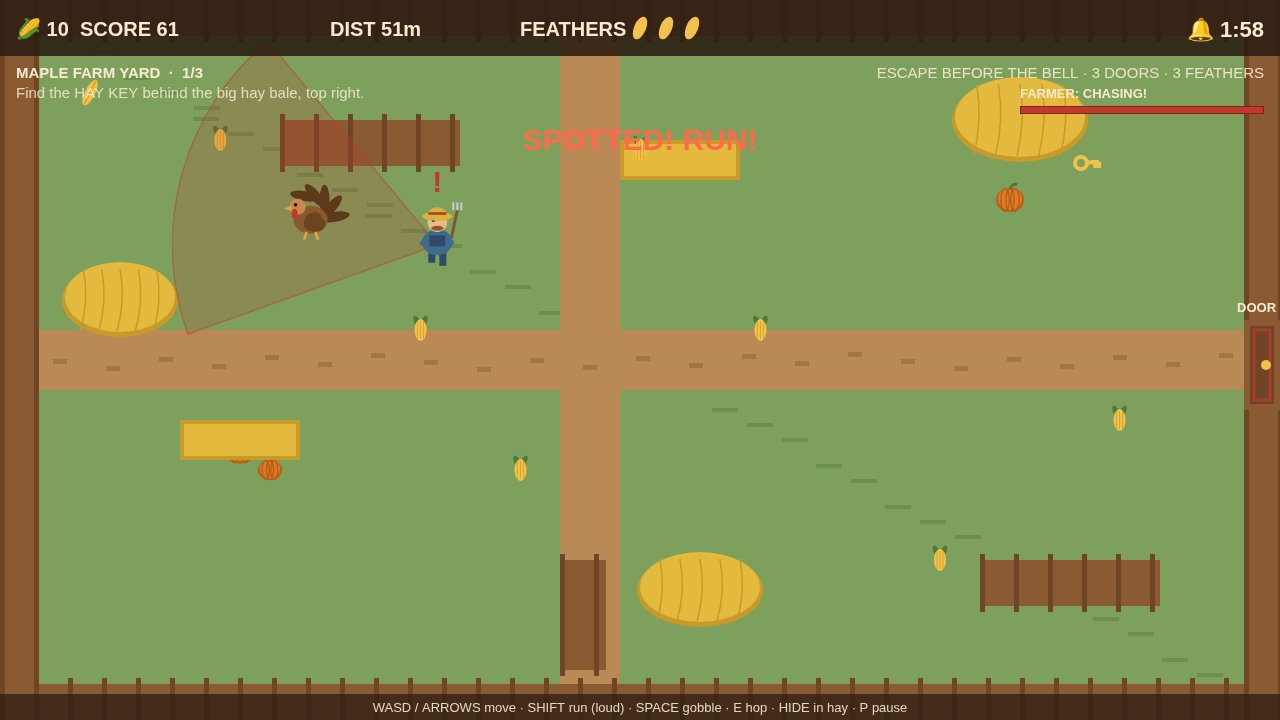 🌽 10 SCORE 61 DIST 51m FEATHERS 🔔 1:58
MAPLE FARM YARD · 1/3
Find the HAY KEY behind the big hay bale, top right.
ESCAPE BEFORE THE BELL · 3 DOORS · 3 FEATHERS
FARMER: CHASING!
SPOTTED! RUN!
!
DOOR
WASD / ARROWS move · SHIFT run (loud) · SPACE gobble · E hop · HIDE in hay · P pause